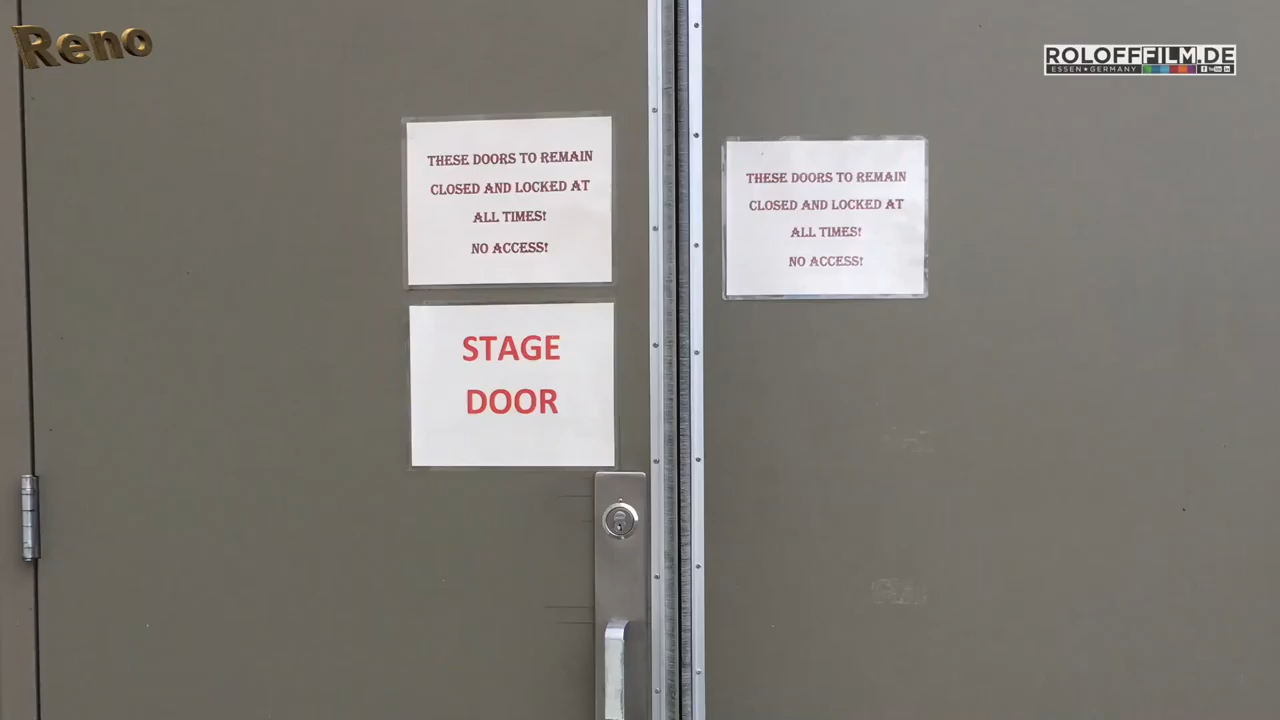 Reno
ROLOFFFILM.DE
ESSEN★GERMANY
THESE DOORS TO REMAIN
CLOSED AND LOCKED AT
ALL TIMES!
NO ACCESS!
STAGE
DOOR
THESE DOORS TO REMAIN
CLOSED AND LOCKED AT
ALL TIMES!
NO ACCESS!